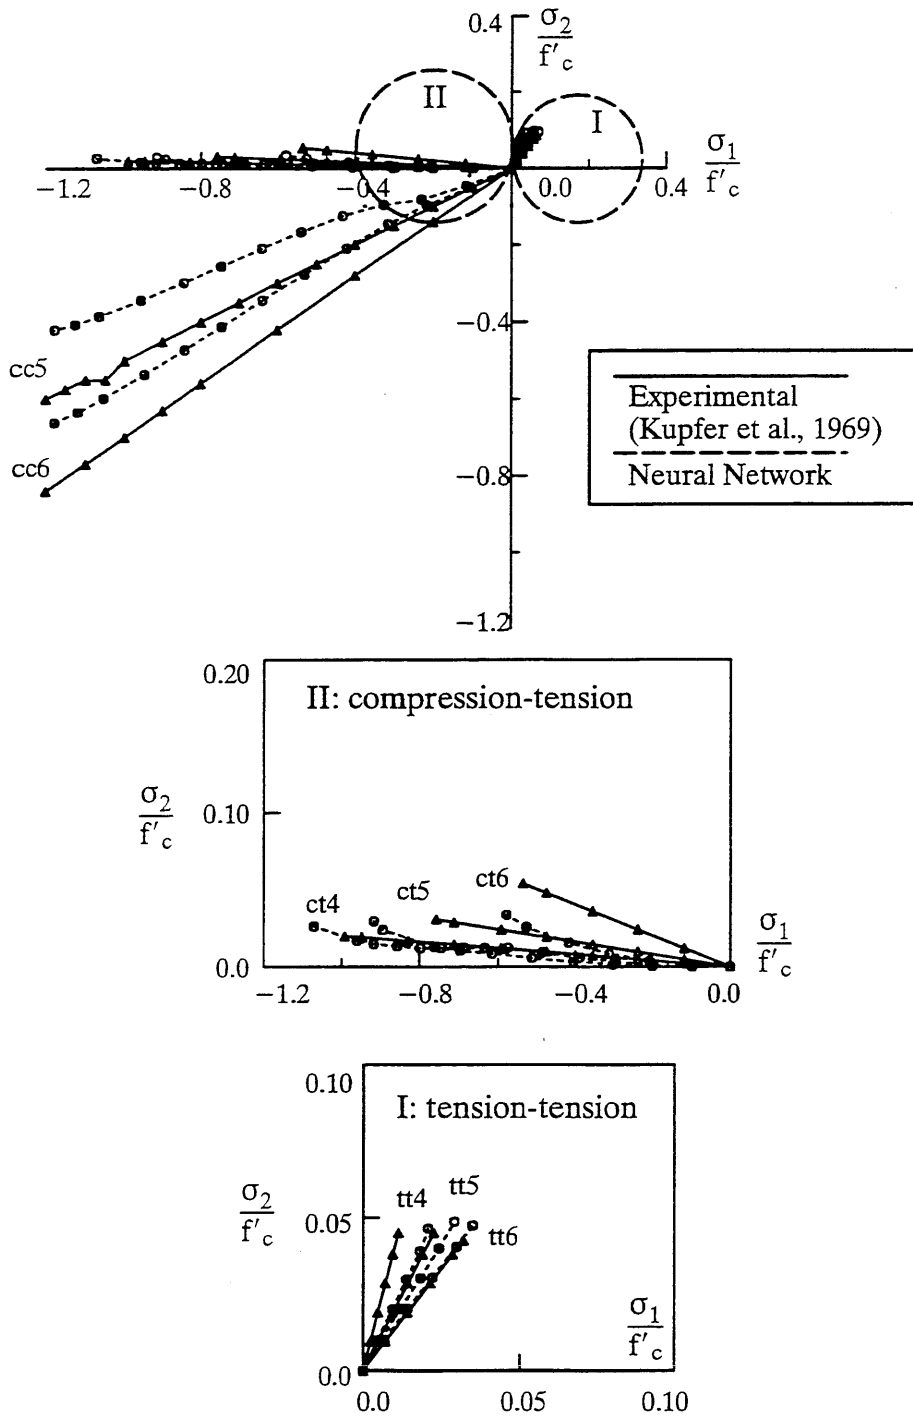 0.4
σ2
f′c
II
I
σ1
f′c
−1.2
−0.8
−0.4
0.0
0.4
−0.4
cc5
Experimental
(Kupfer et al., 1969)
Neural Network
cc6
−0.8
−1.2
0.20
II: compression-tension
σ2
f′c
0.10
ct4
ct5
ct6
σ1
f′c
0.0
−1.2
−0.8
−0.4
0.0
0.10
I: tension-tension
σ2
f′c
0.05
tt4
tt5
tt6
σ1
f′c
0.0
0.0
0.05
0.10